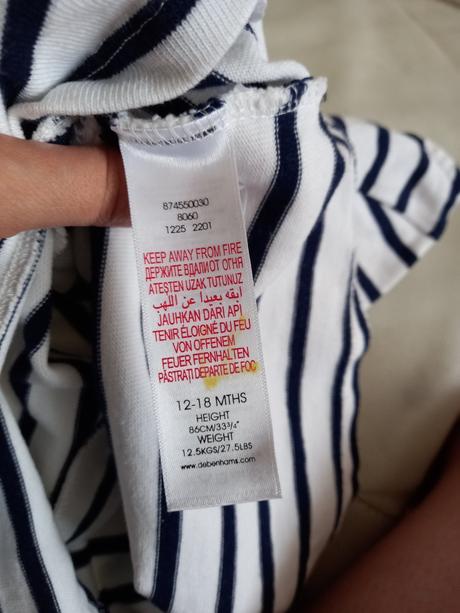 874550030
8060
1225 2201
KEEP AWAY FROM FIRE
ДЕРЖИТЕ ВДАЛИ ОТ ОГНЯ
ATEŞTEN UZAK TUTUNUZ
ابقه بعيدا عن اللهب
JAUHKAN DARI API
TENIR ÉLOIGNÉ DU FEU
VON OFFENEM
FEUER FERNHALTEN
PĂSTRAȚI DEPARTE DE FOC
12-18 MTHS
HEIGHT
86CM/33¾"
WEIGHT
12.5KGS/27.5LBS
www.debenhams.com